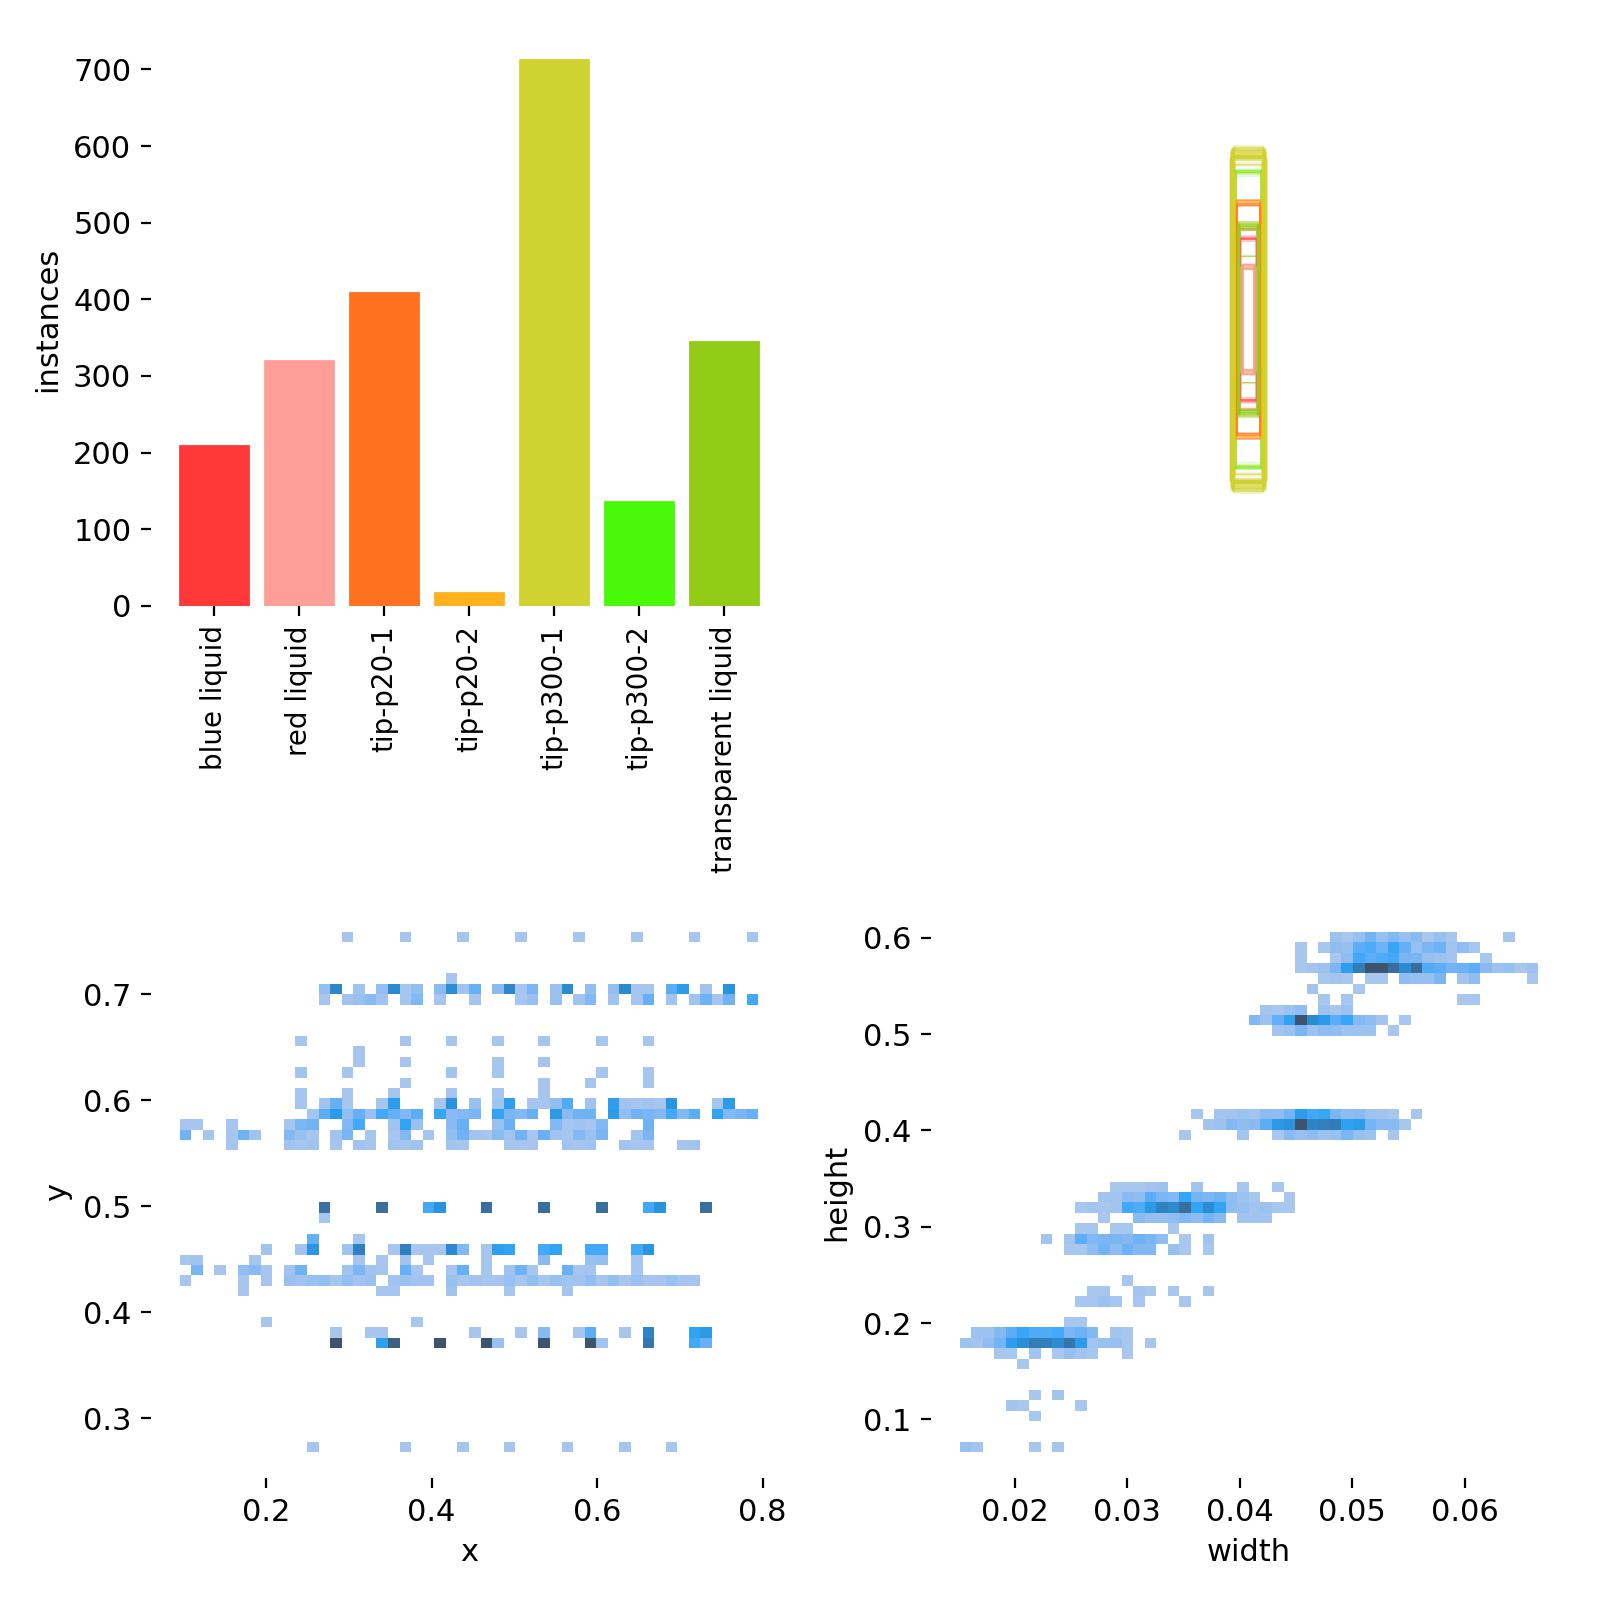 700
600
500
400
300
200
100
0
instances
blue liquid
red liquid
tip-p20-1
tip-p20-2
tip-p300-1
tip-p300-2
transparent liquid
0.7
0.6
0.5
0.4
0.3
y
0.2 0.4 0.6 0.8
x
0.6
0.5
0.4
0.3
0.2
0.1
height
0.02 0.03 0.04 0.05 0.06
width